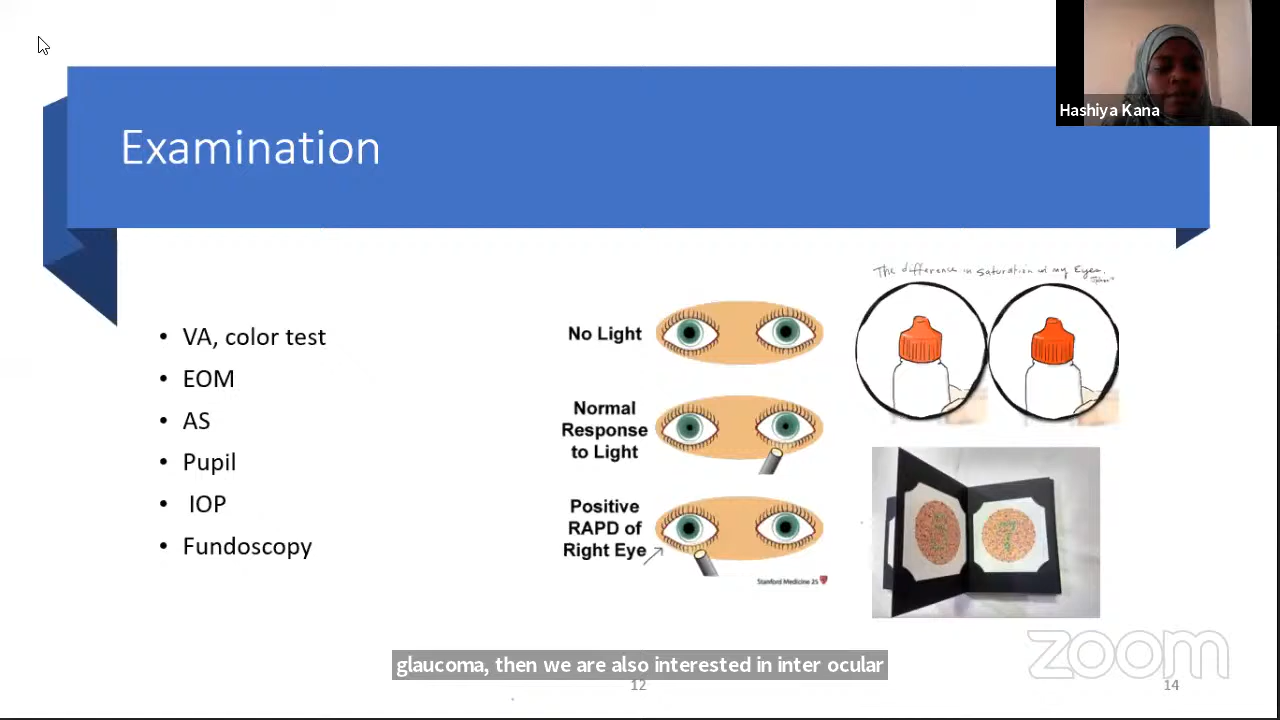 Hashiya Kana
Examination
• VA, color test
• EOM
• AS
• Pupil
• IOP
• Fundoscopy
No Light
Normal
Response
to Light
Positive
RAPD of
Right Eye
Stanford Medicine 25
The difference in saturation in my Eyes.
glaucoma, then we are also interested in inter ocular
12
14
zoom